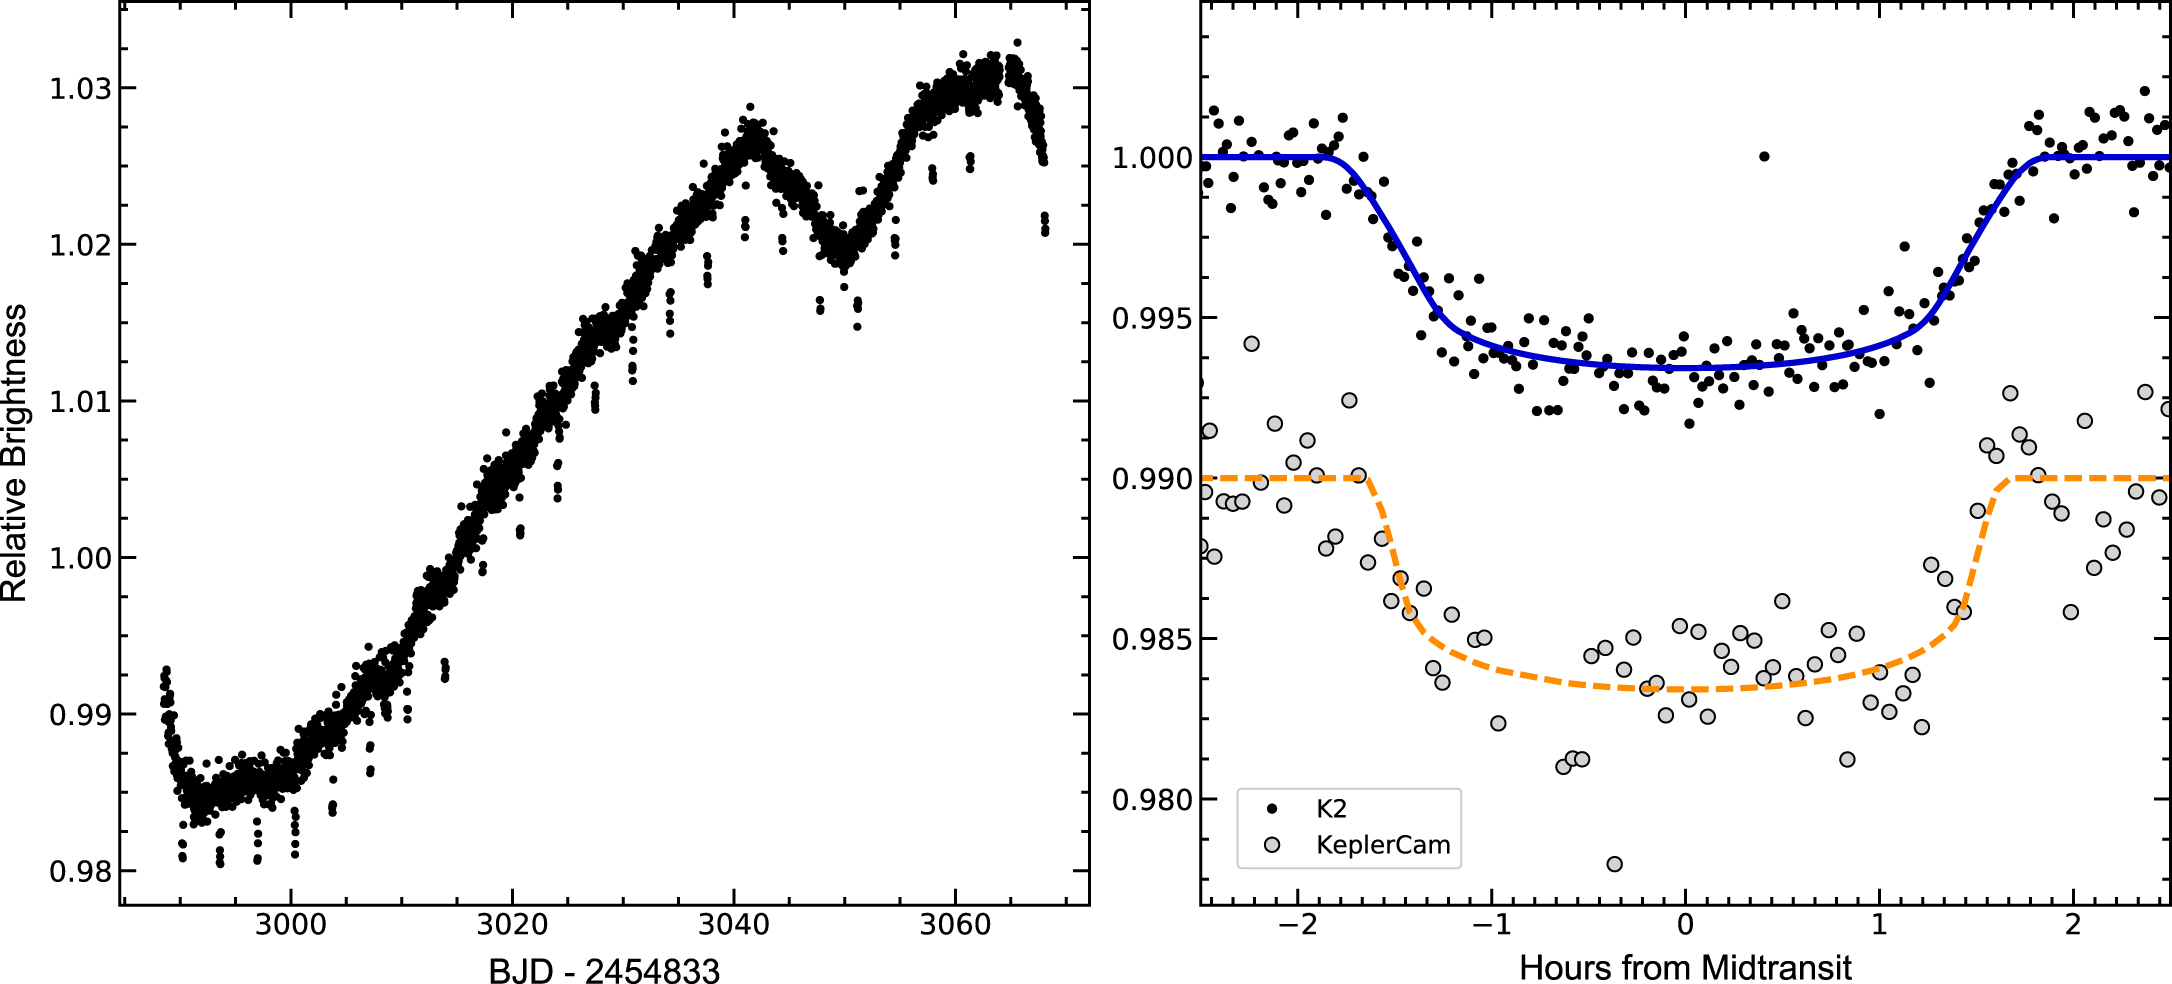 Relative Brightness
1.03
1.02
1.01
1.00
0.99
0.98
3000 3020 3040 3060
BJD - 2454833
1.000
0.995
0.990
0.985
0.980
K2
KeplerCam
−2 −1 0 1 2
Hours from Midtransit